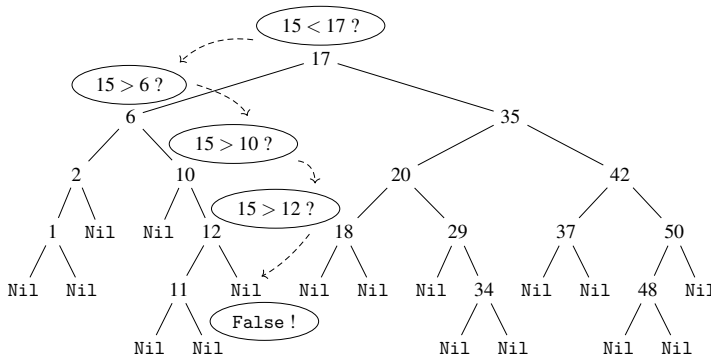 15 < 17 ?
17
15 > 6 ?
6
35
15 > 10 ?
2
10
20
42
15 > 12 ?
1
Nil
Nil
12
18
29
37
50
Nil
Nil
11
Nil
Nil
Nil
Nil
34
Nil
Nil
48
Nil
False !
Nil
Nil
Nil
Nil
Nil
Nil